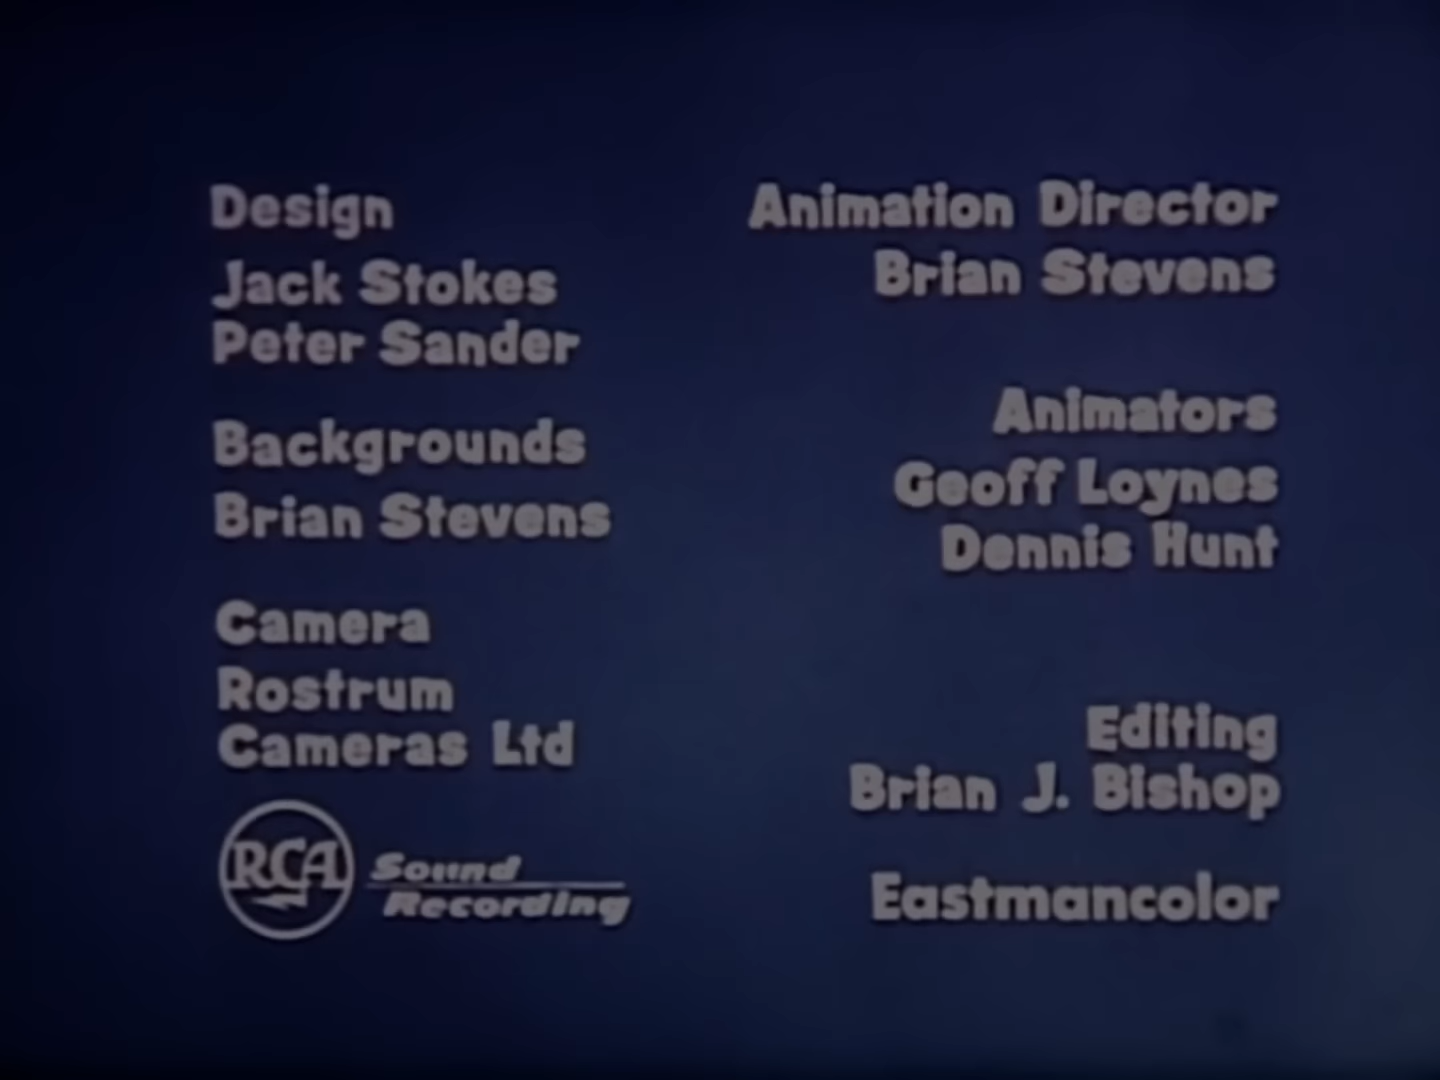 Design
Jack Stokes
Peter Sander
Backgrounds
Brian Stevens
Camera
Rostrum
Cameras Ltd
RCA Sound
Recording
Animation Director
Brian Stevens
Animators
Geoff Loynes
Dennis Hunt
Editing
Brian J. Bishop
Eastmancolor